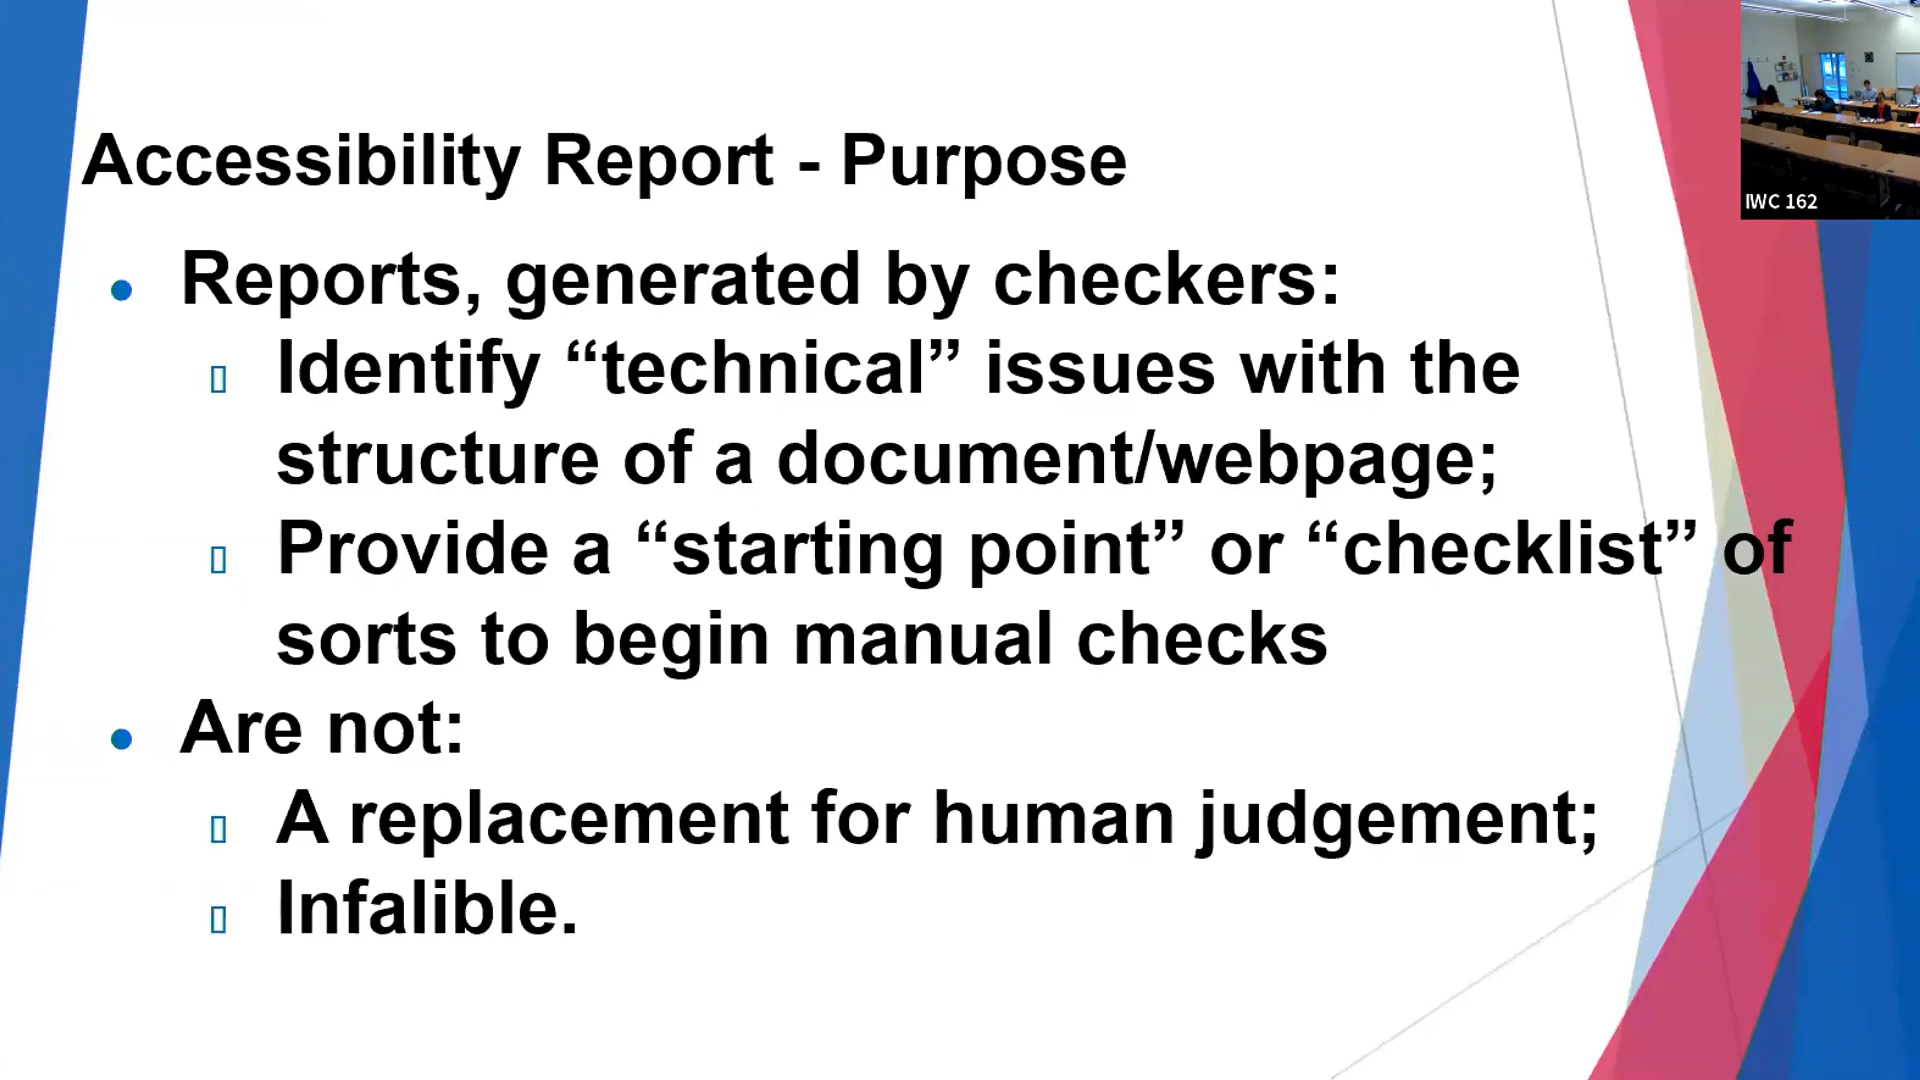 Accessibility Report - Purpose
IWC 162
Reports, generated by checkers:
Identify “technical” issues with the
structure of a document/webpage;
Provide a “starting point” or “checklist” of
sorts to begin manual checks
Are not:
A replacement for human judgement;
Infalible.